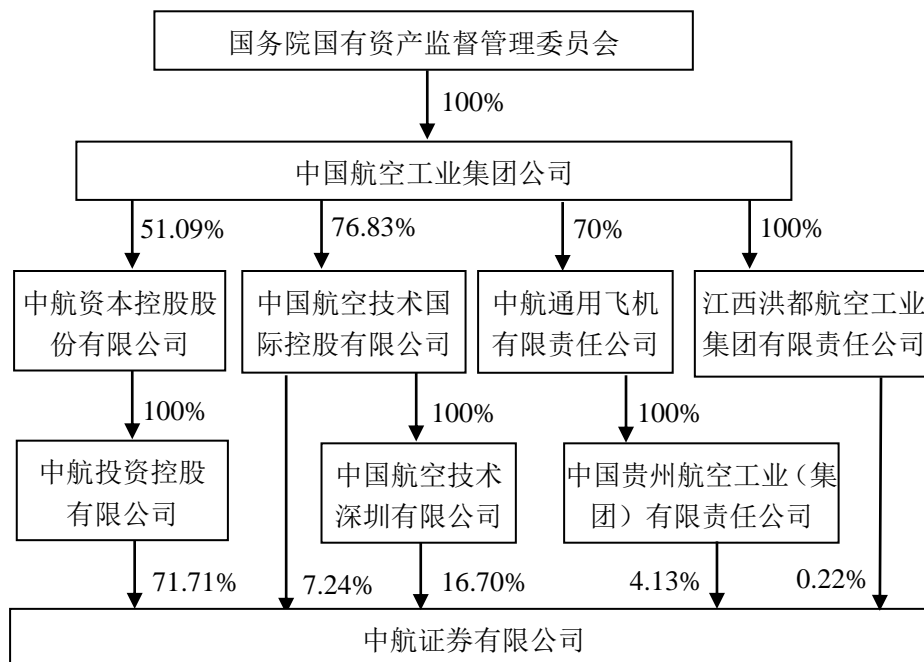 国务院国有资产监督管理委员会
100%
中国航空工业集团公司
51.09%
76.83%
70%
100%
中航资本控股股
份有限公司
中国航空技术国
际控股有限公司
中航通用飞机
有限责任公司
江西洪都航空工业
集团有限责任公司
100%
100%
100%
中航投资控股
有限公司
中国航空技术
深圳有限公司
中国贵州航空工业（集
团）有限责任公司
71.71%
7.24%
16.70%
4.13%
0.22%
中航证券有限公司